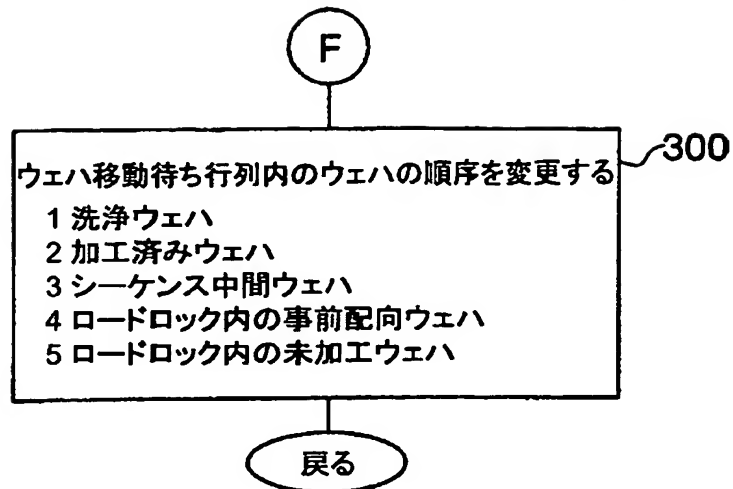 F
300
ウェハ移動待ち行列内のウェハの順序を変更する
1 洗浄ウェハ
2 加工済みウェハ
3 シーケンス中間ウェハ
4 ロードロック内の事前配向ウェハ
5 ロードロック内の未加工ウェハ
戻る